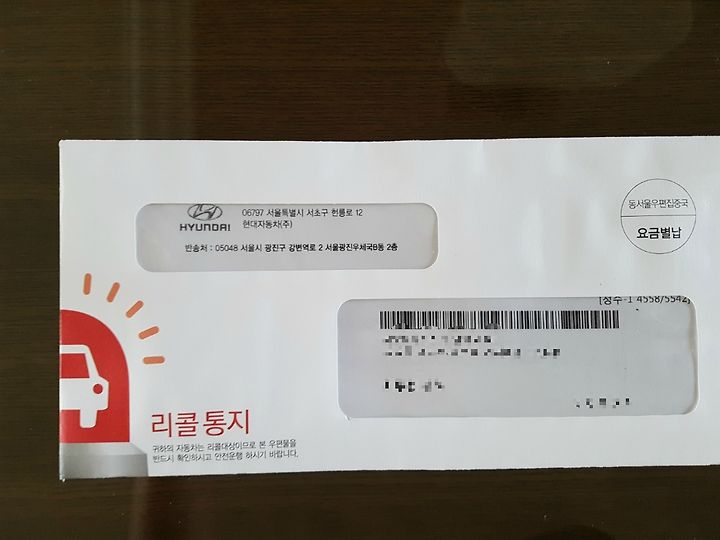 HYUNDAI
06797 서울특별시 서초구 헌릉로 12
현대자동차(주)
반송처 : 05048 서울시 광진구 강변역로 2 서울광진우체국B동 2층
동서울우편집중국
요금별납
4558/5542]
리콜통지
귀하의 자동차는 리콜대상이므로 본 우편물을
반드시 확인하시고 안전운행 하시기 바랍니다.